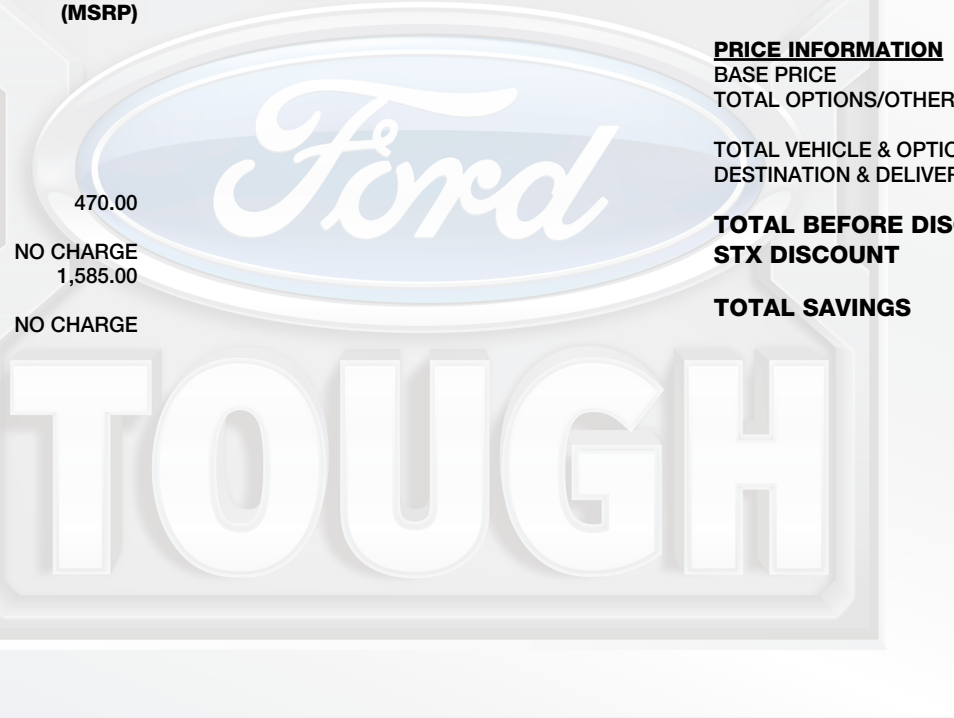 (MSRP)
470.00
NO CHARGE
1,585.00
NO CHARGE
PRICE INFORMATION
BASE PRICE
TOTAL OPTIONS/OTHER
TOTAL VEHICLE & OPTIO
DESTINATION & DELIVER
TOTAL BEFORE DIS
STX DISCOUNT
TOTAL SAVINGS
Ford
TOUGH